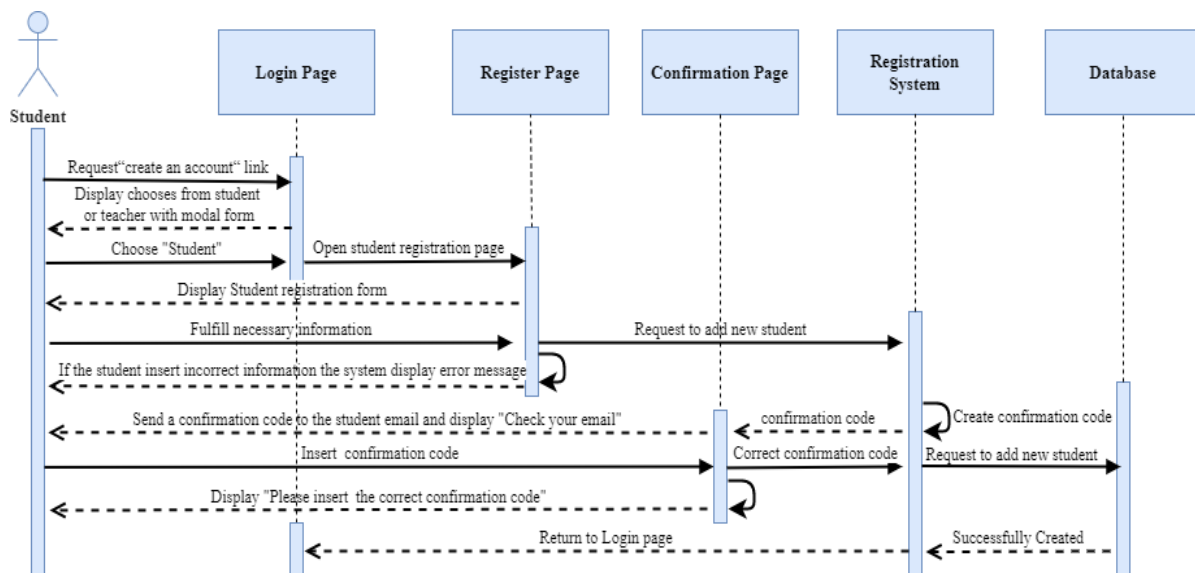 Student
Login Page
Register Page
Confirmation Page
Registration
System
Database
Request“create an account“ link
Display chooses from student
or teacher with modal form
Choose "Student"
Open student registration page
Display Student registration form
Fulfill necessary information
Request to add new student
If the student insert incorrect information the system display error message
Send a confirmation code to the student email and display "Check your email"
confirmation code
Create confirmation code
Insert confirmation code
Correct confirmation code
Request to add new student
Display "Please insert the correct confirmation code"
Return to Login page
Successfully Created